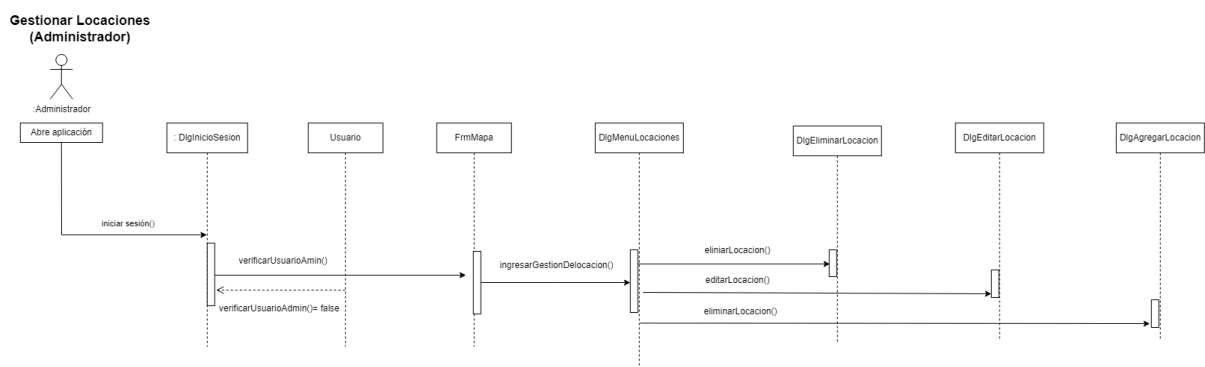 Gestionar Locaciones
(Administrador)
:Administrador
Abre aplicación
: DlgInicioSesion
Usuario
FrmMapa
DlgMenuLocaciones
DlgEliminarLocacion
DlgEditarLocacion
DlgAgregarLocacion
iniciar sesión()
verificarUsuarioAmin()
verificarUsuarioAdmin()= false
ingresarGestionDelocacion()
eliniarLocacion()
editarLocacion()
eliminarLocacion()